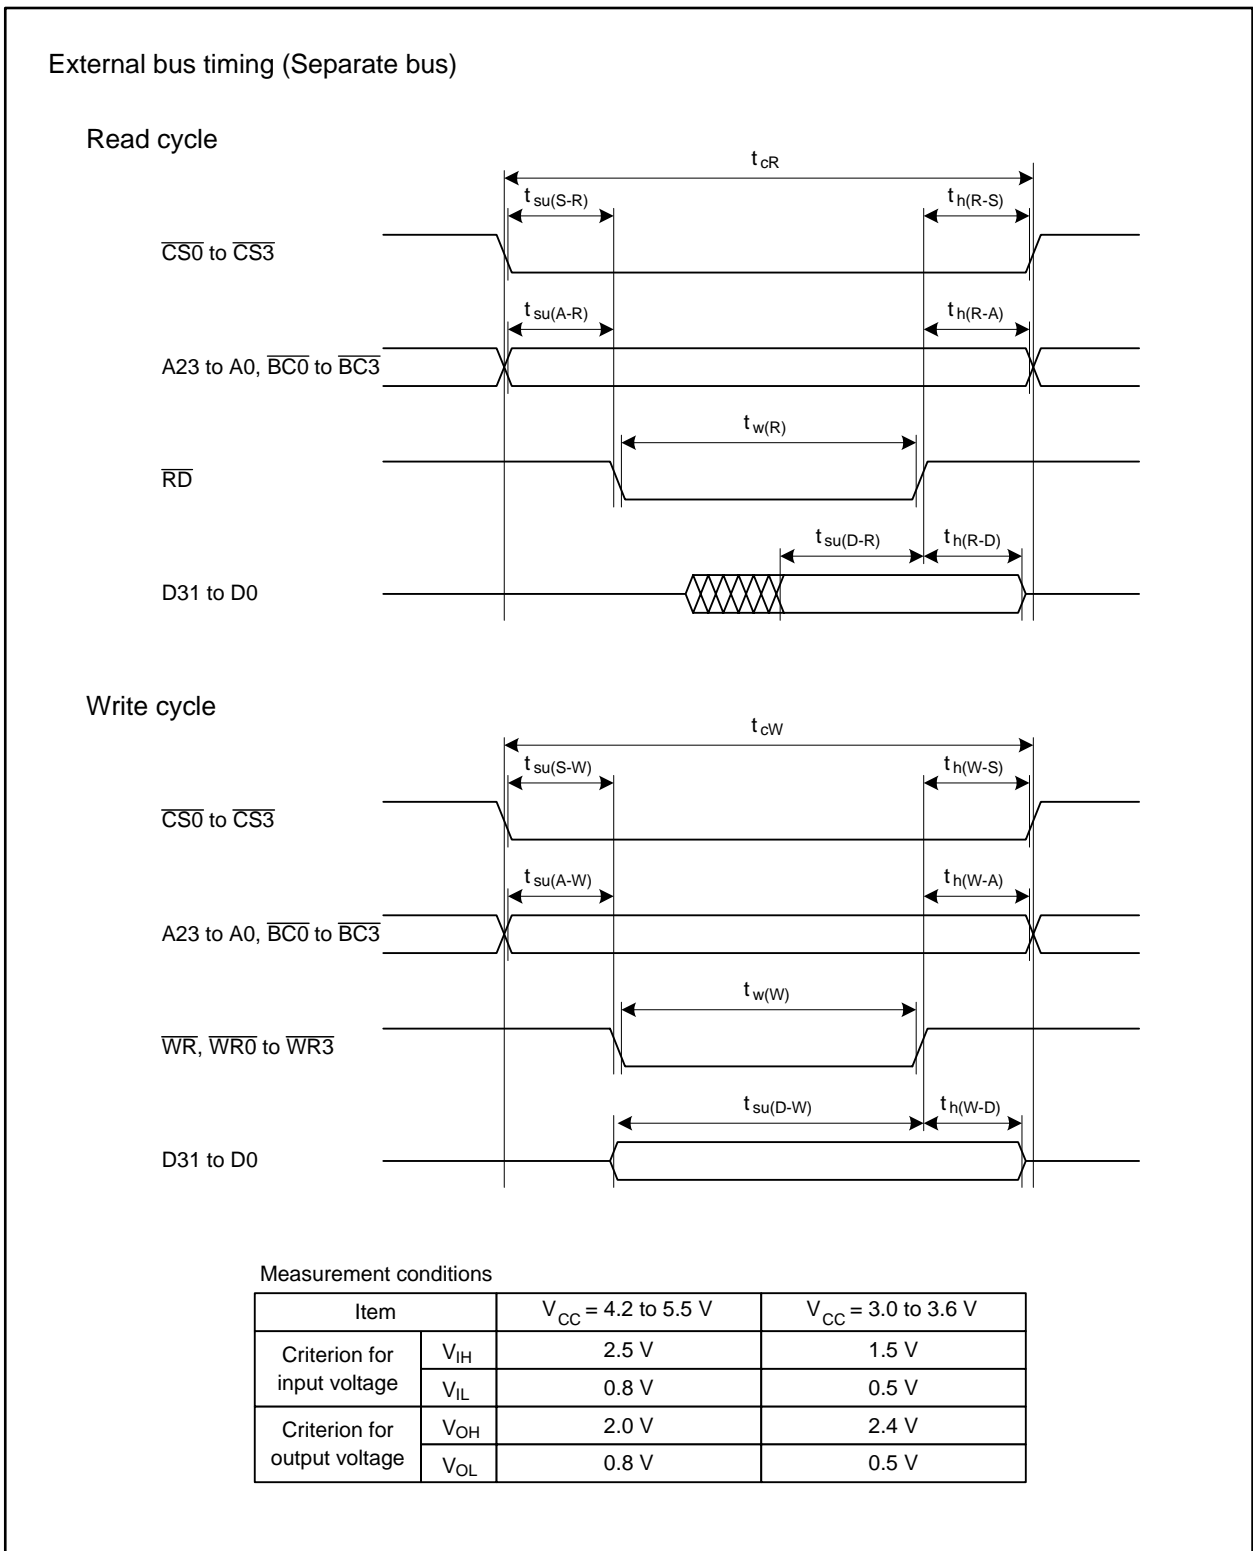 External bus timing (Separate bus)
Read cycle
tcR
tsu(S-R) th(R-S)
CS0 to CS3
tsu(A-R) th(R-A)
A23 to A0, BC0 to BC3
tw(R)
RD
tsu(D-R) th(R-D)
D31 to D0
Write cycle
tcW
tsu(S-W) th(W-S)
CS0 to CS3
tsu(A-W) th(W-A)
A23 to A0, BC0 to BC3
tw(W)
WR, WR0 to WR3
tsu(D-W) th(W-D)
D31 to D0
Measurement conditions
Item VCC = 4.2 to 5.5 V VCC = 3.0 to 3.6 V
Criterion for input voltage VIH 2.5 V 1.5 V
VIL 0.8 V 0.5 V
Criterion for output voltage VOH 2.0 V 2.4 V
VOL 0.8 V 0.5 V